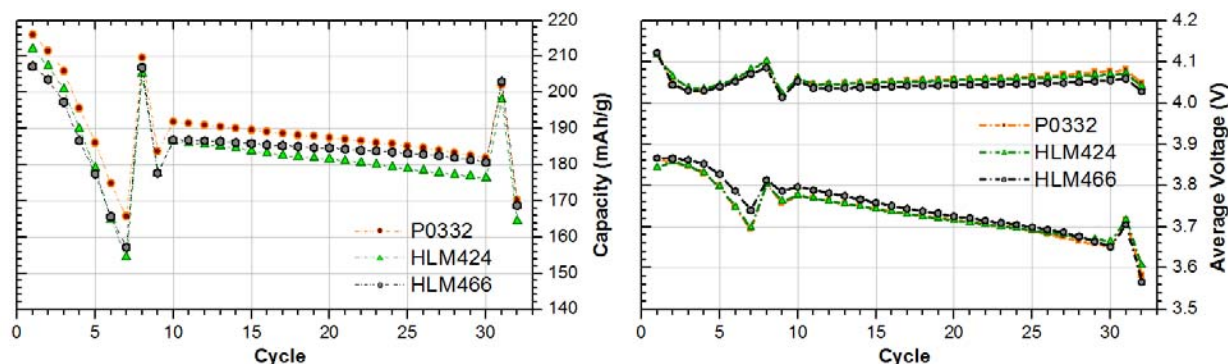 220
210
200
190
180
170
160
150
140
Capacity (mAh/g)
P0332
HLM424
HLM466
0 5 10 15 20 25 30
Cycle
4.2
4.1
4.0
3.9
3.8
3.7
3.6
3.5
Average Voltage (V)
P0332
HLM424
HLM466
0 5 10 15 20 25 30
Cycle